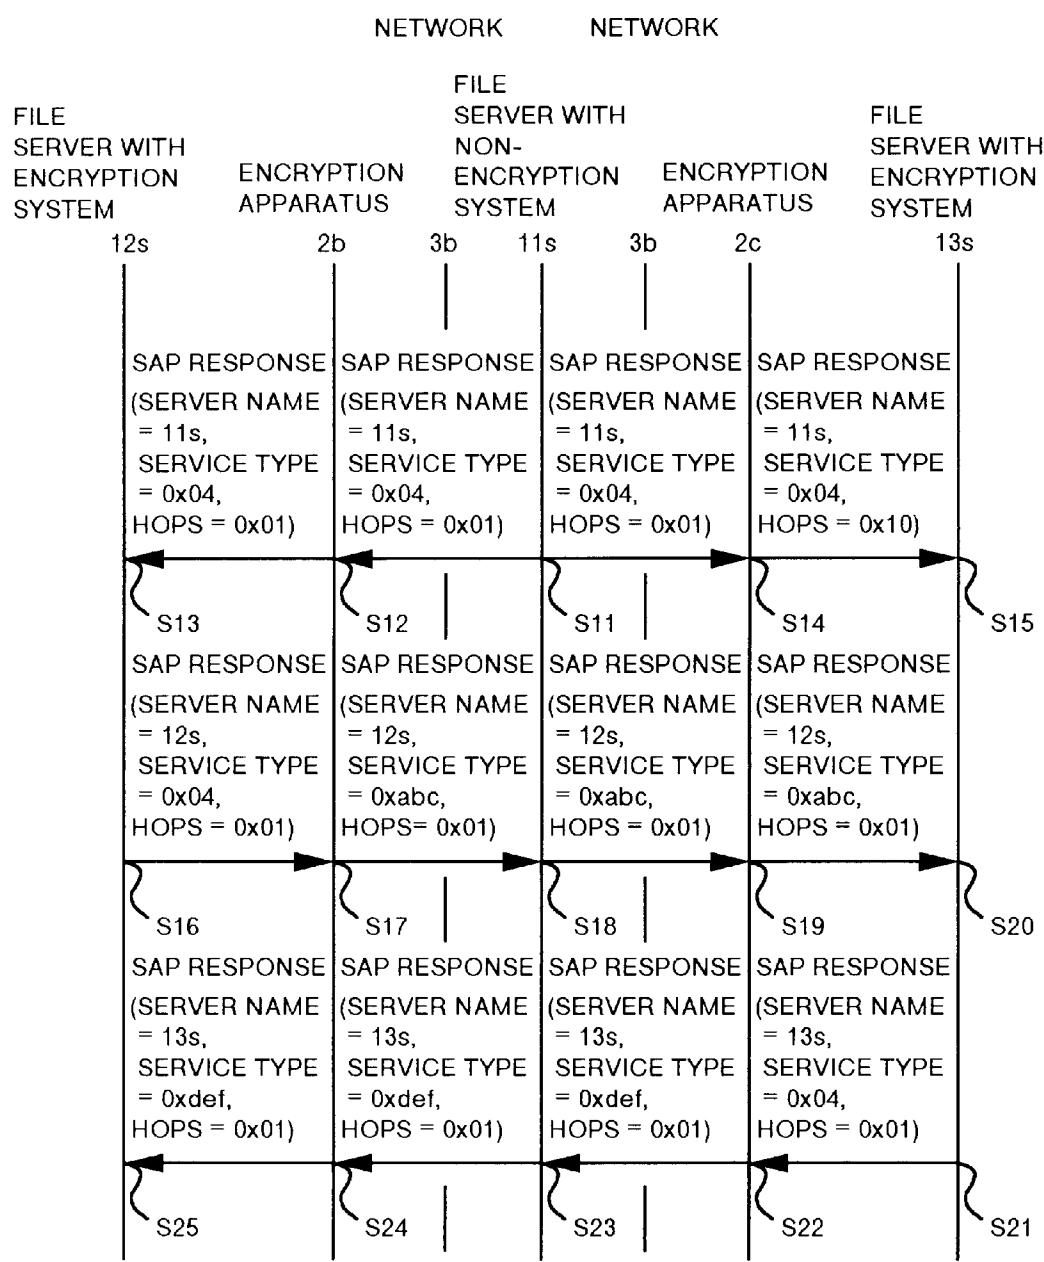 NETWORK NETWORK
FILE
SERVER WITH
ENCRYPTION
SYSTEM
ENCRYPTION
APPARATUS
FILE
SERVER WITH
NON-
ENCRYPTION
SYSTEM
ENCRYPTION
APPARATUS
FILE
SERVER WITH
ENCRYPTION
SYSTEM
12s 2b 3b 11s 3b 2c 13s
SAP RESPONSE SAP RESPONSE SAP RESPONSE SAP RESPONSE
(SERVER NAME (SERVER NAME (SERVER NAME (SERVER NAME
= 11s, = 11s, = 11s, = 11s,
SERVICE TYPE SERVICE TYPE SERVICE TYPE SERVICE TYPE
= 0x04, = 0x04, = 0x04, = 0x04,
HOPS = 0x01) HOPS = 0x01) HOPS = 0x01) HOPS = 0x10)
S13 S12 S11 S14 S15
SAP RESPONSE SAP RESPONSE SAP RESPONSE SAP RESPONSE
(SERVER NAME (SERVER NAME (SERVER NAME (SERVER NAME
= 12s, = 12s, = 12s, = 12s,
SERVICE TYPE SERVICE TYPE SERVICE TYPE SERVICE TYPE
= 0x04, = 0xabc, = 0xabc, = 0xabc,
HOPS = 0x01) HOPS= 0x01) HOPS = 0x01) HOPS = 0x01)
S16 S17 S18 S19 S20
SAP RESPONSE SAP RESPONSE SAP RESPONSE SAP RESPONSE
(SERVER NAME (SERVER NAME (SERVER NAME (SERVER NAME
= 13s, = 13s, = 13s, = 13s,
SERVICE TYPE SERVICE TYPE SERVICE TYPE SERVICE TYPE
= 0xdef, = 0xdef, = 0xdef, = 0x04,
HOPS = 0x01) HOPS = 0x01) HOPS = 0x01) HOPS = 0x01)
S25 S24 S23 S22 S21